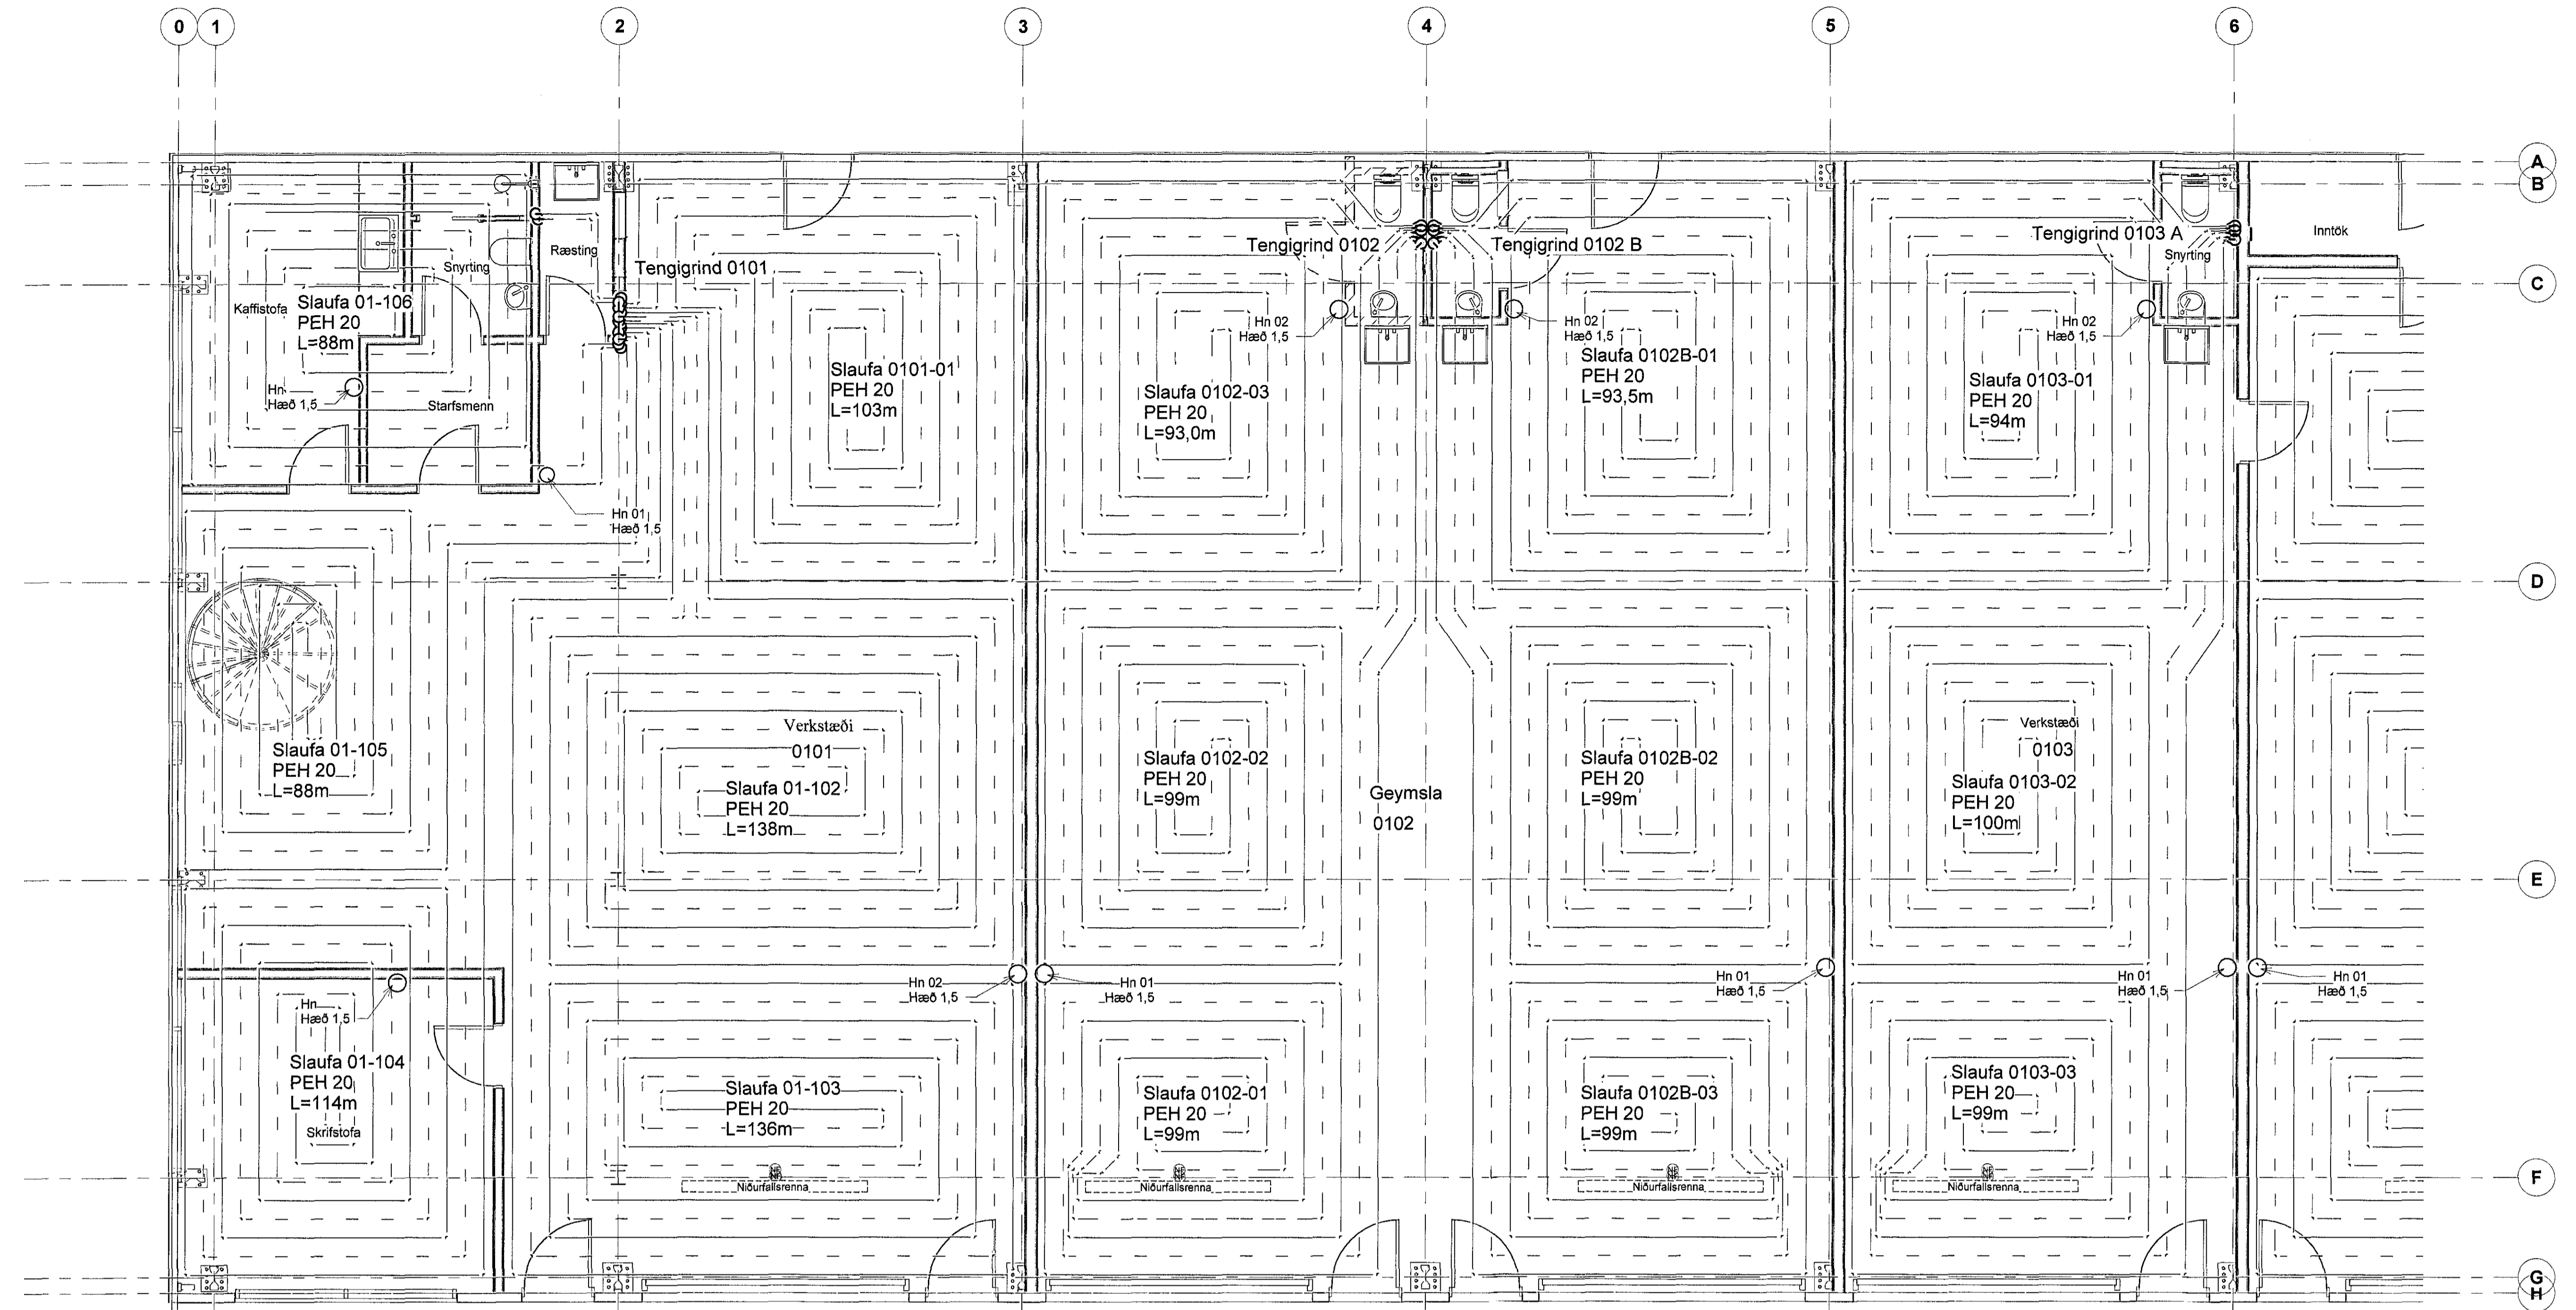 0 1 2 3 4 5 6
A
B
Ræsting
Snyrting
Tengigrind 0101
Tengigrind 0102
Tengigrind 0102 B
Tengigrind 0103 A
Snyrting
Inntök
C
Kaffistofa
Slaufa 01-106
PEH 20
L=88m
Hn
Hæð 1,5
Starfsmenn
Hn 01
Hæð 1,5
Slaufa 0101-01
PEH 20
L=103m
Hn 02
Hæð 1,5
Slaufa 0102-03
PEH 20
L=93,0m
Hn 02
Hæð 1,5
Slaufa 0102B-01
PEH 20
L=93,5m
Hn 02
Hæð 1,5
Slaufa 0103-01
PEH 20
L=94m
D
Slaufa 01-105
PEH 20
L=88m
Verkstæði
0101
Slaufa 01-102
PEH 20
L=138m
Slaufa 0102-02
PEH 20
L=99m
Geymsla
0102
Slaufa 0102B-02
PEH 20
L=99m
Verkstæði
0103
Slaufa 0103-02
PEH 20
L=100m
E
Hn
Hæð 1,5
Hn 02
Hæð 1,5
Hn 01
Hæð 1,5
Hn 01
Hæð 1,5
Hn 01
Hæð 1,5
Hn 01
Hæð 1,5
Slaufa 01-104
PEH 20
L=114m
Skrifstofa
Slaufa 01-103
PEH 20
L=136m
Slaufa 0102-01
PEH 20
L=99m
Slaufa 0102B-03
PEH 20
L=99m
Slaufa 0103-03
PEH 20
L=99m
Niðurfallsrenna
Niðurfallsrenna
Niðurfallsrenna
Niðurfallsrenna
F
G
H